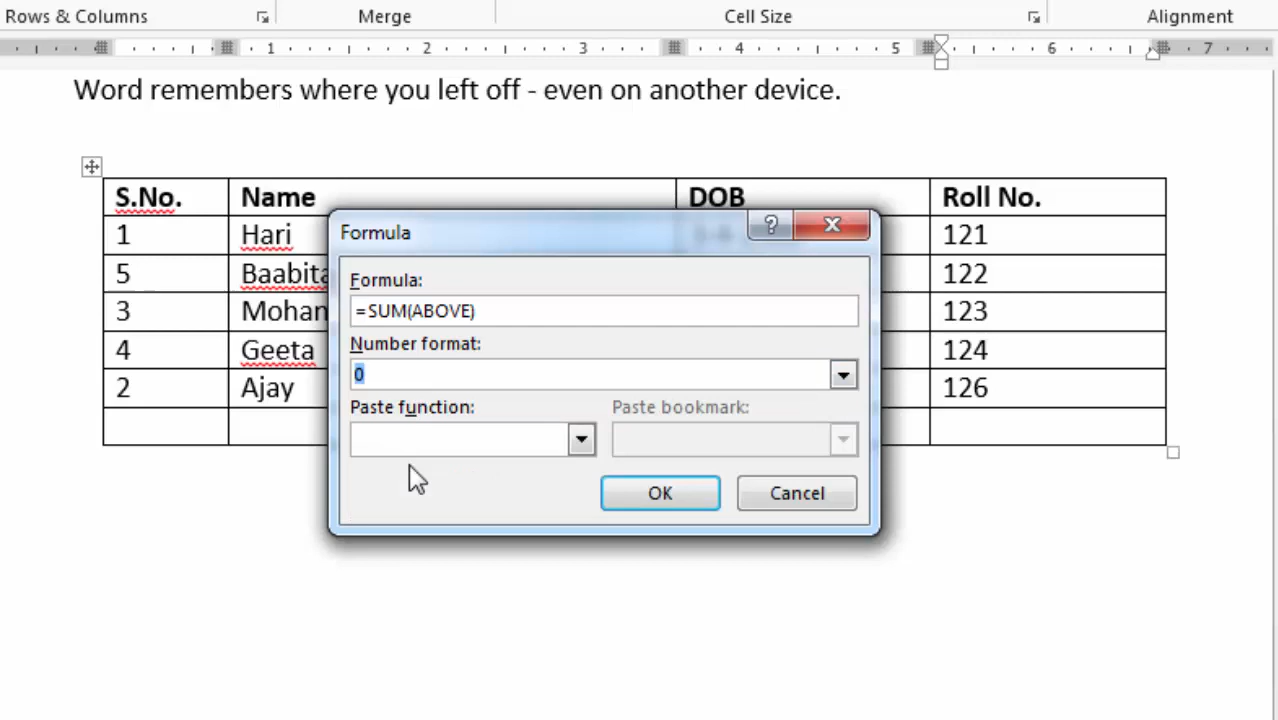 Rows & Columns Merge Cell Size Alignment
1 2 3 4 5 6 7
Word remembers where you left off - even on another device.
S.No. Name DOB Roll No.
1 Hari 121
5 Baabita 122
3 Mohan 123
4 Geeta 124
2 Ajay 126
Formula
Formula:
=SUM(ABOVE)
Number format:
0
Paste function: Paste bookmark:
OK Cancel